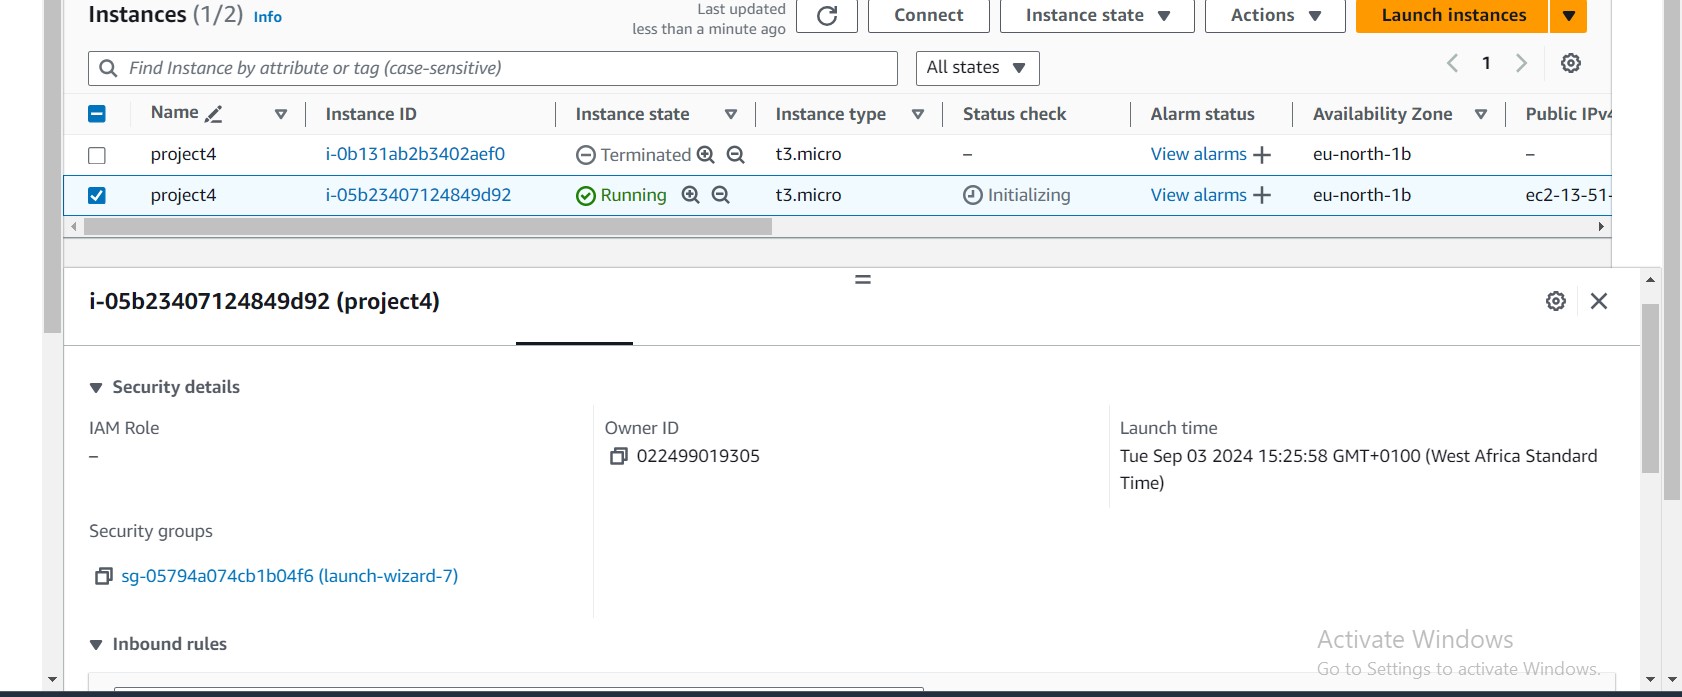 Instances (1/2) Info
Last updated
less than a minute ago
Connect
Instance state
Actions
Launch instances
Find Instance by attribute or tag (case-sensitive)
All states
1
Name Instance ID Instance state Instance type Status check Alarm status Availability Zone Public IPv4
project4 i-0b131ab2b3402aef0 Terminated t3.micro – View alarms + eu-north-1b –
project4 i-05b23407124849d92 Running t3.micro Initializing View alarms + eu-north-1b ec2-13-51-
i-05b23407124849d92 (project4)
Security details
IAM Role
–
Owner ID
022499019305
Launch time
Tue Sep 03 2024 15:25:58 GMT+0100 (West Africa Standard
Time)
Security groups
sg-05794a074cb1b04f6 (launch-wizard-7)
Inbound rules
Activate Windows
Go to Settings to activate Windows.